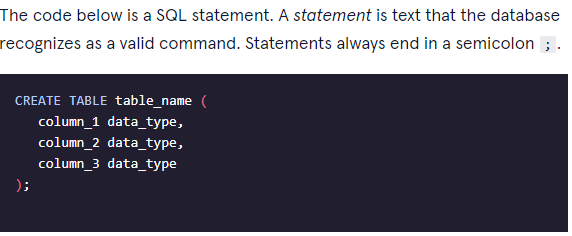 The code below is a SQL statement. A statement is text that the database
recognizes as a valid command. Statements always end in a semicolon ; .
CREATE TABLE table_name (
   column_1 data_type,
   column_2 data_type,
   column_3 data_type
);